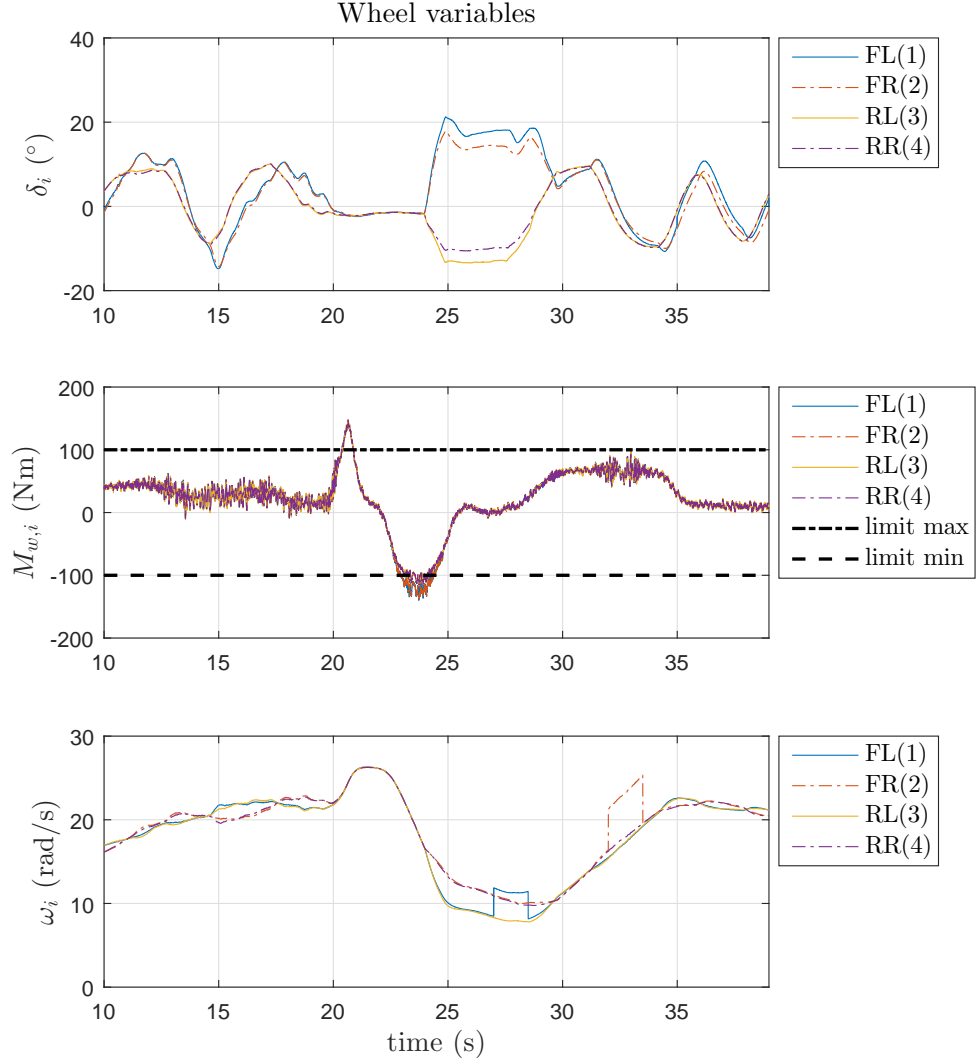 Wheel variables
δi (°)
40
20
0
-20
10 15 20 25 30 35
FL(1)
FR(2)
RL(3)
RR(4)
Mw,i (Nm)
200
100
0
-100
-200
10 15 20 25 30 35
FL(1)
FR(2)
RL(3)
RR(4)
limit max
limit min
ωi (rad/s)
30
20
10
0
10 15 20 25 30 35
time (s)
FL(1)
FR(2)
RL(3)
RR(4)